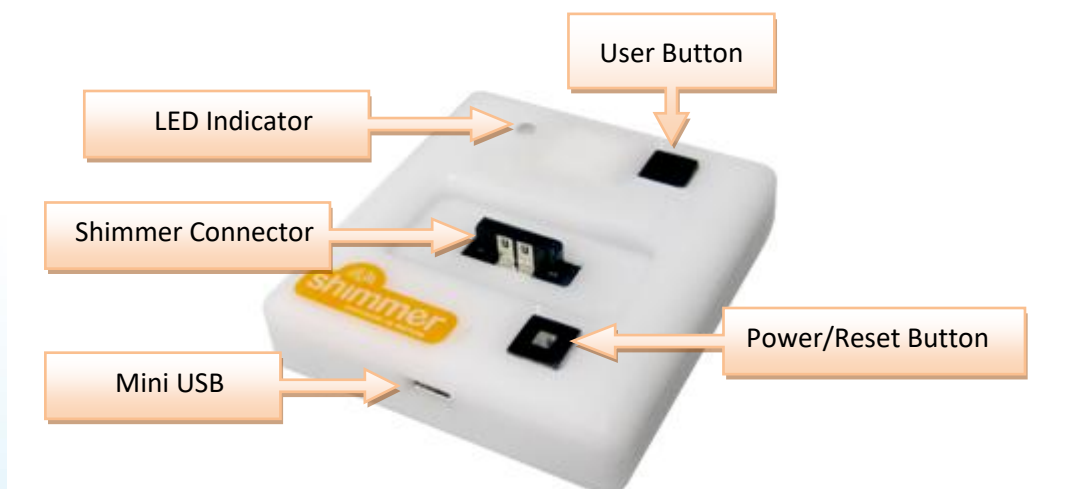 User Button
LED Indicator
Shimmer Connector
shimmer
Power/Reset Button
Mini USB